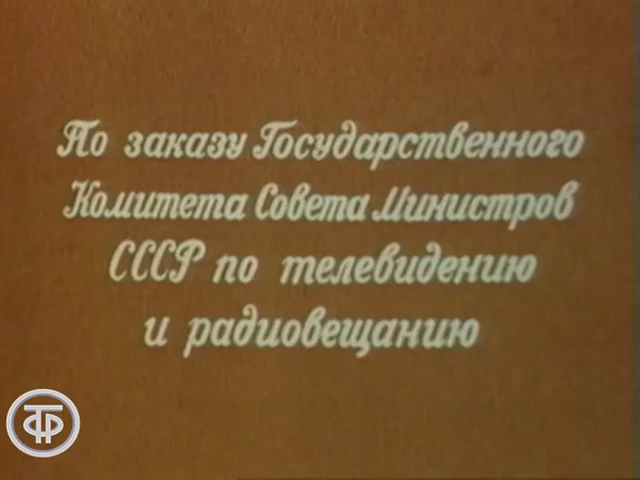 По заказу Государственного
Комитета Совета Министров
СССР по телевидению
и радиовещанию